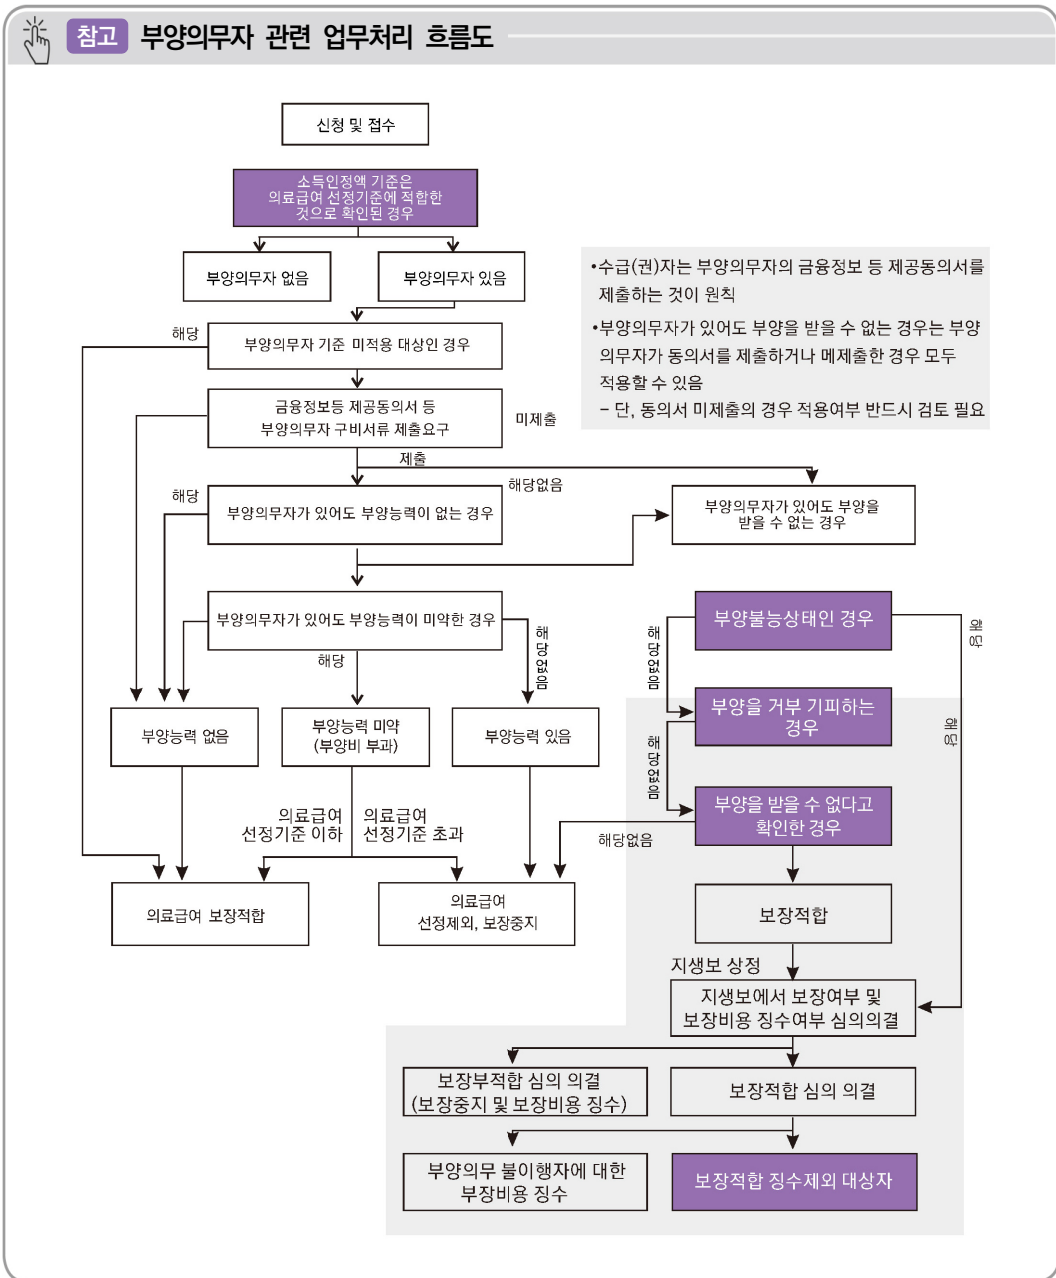 참고 부양의무자 관련 업무처리 흐름도
신청 및 접수
소득인정액 기준은
의료급여 선정기준에 적합한
것으로 확인된 경우
부양의무자 없음
부양의무자 있음
•수급(권)자는 부양의무자의 금융정보 등 제공동의서를
제출하는 것이 원칙
•부양의무자가 있어도 부양을 받을 수 없는 경우는 부양
의무자가 동의서를 제출하거나 메제출한 경우 모두
적용할 수 있음
– 단, 동의서 미제출의 경우 적용여부 반드시 검토 필요
해당
부양의무자 기준 미적용 대상인 경우
금융정보등 제공동의서 등
부양의무자 구비서류 제출요구
미제출
제출
해당
해당없음
부양의무자가 있어도 부양능력이 없는 경우
부양의무자가 있어도 부양을
받을 수 없는 경우
부양의무자가 있어도 부양능력이 미약한 경우
해당
해당없음
부양불능상태인 경우
해당
해당없음
부양을 거부 기피하는
경우
해당
해당없음
부양능력 없음
부양능력 미약
(부양비 부과)
부양능력 있음
부양을 받을 수 없다고
확인한 경우
해당없음
의료급여
선정기준 이하
의료급여
선정기준 초과
의료급여 보장적합
의료급여
선정제외, 보장중지
보장적합
지생보 상정
지생보에서 보장여부 및
보장비용 징수여부 심의의결
보장부적합 심의 의결
(보장중지 및 보장비용 징수)
보장적합 심의 의결
부양의무 불이행자에 대한
부장비용 징수
보장적합 징수제외 대상자